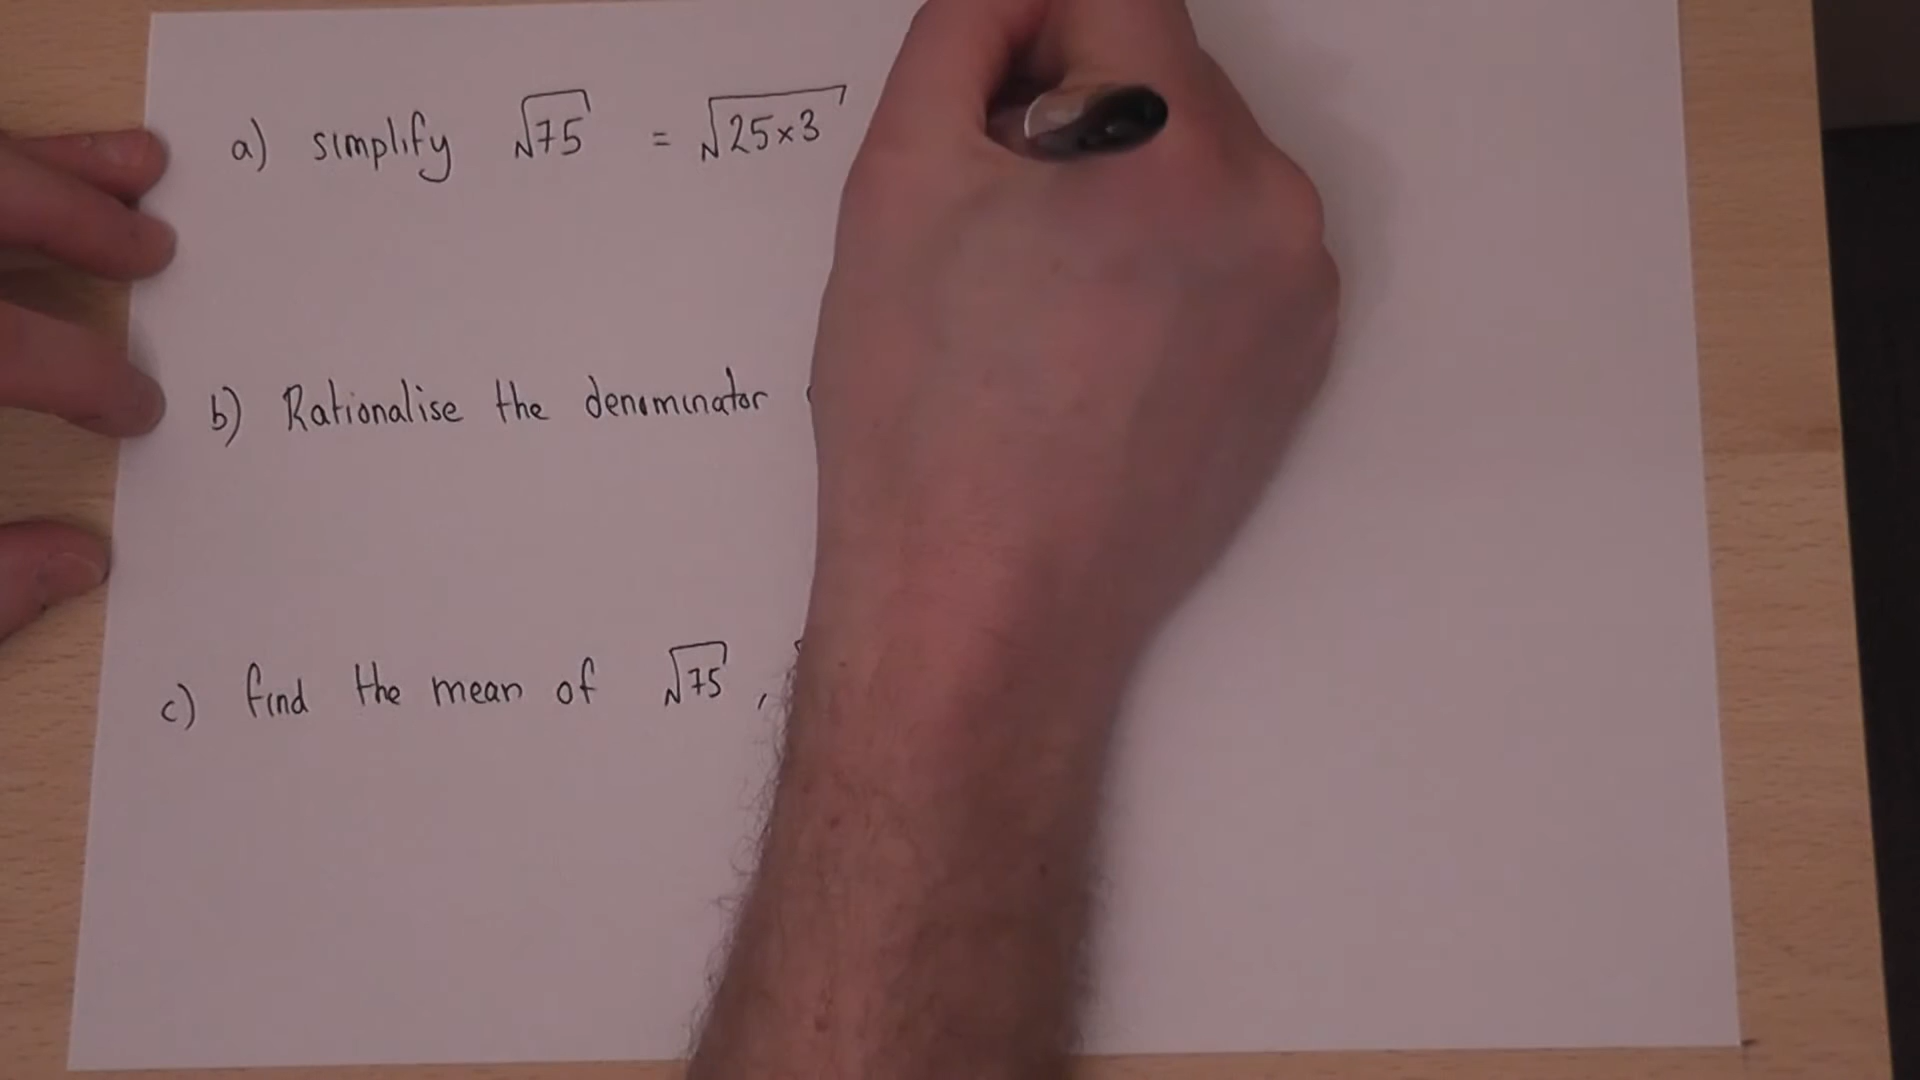 a) simplify √75 = √25×3
b) Rationalise the denominator
c) find the mean of √75 ,